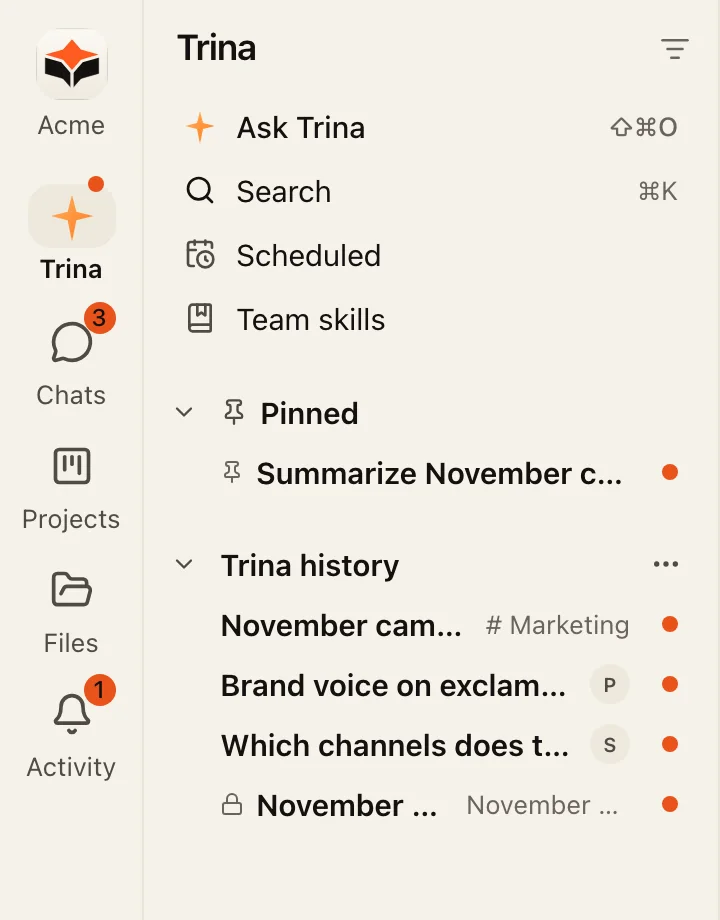 Trina
Acme
Ask Trina ⇧⌘O
Search ⌘K
Trina
Scheduled
3
Team skills
Chats
Pinned
Summarize November c...
Projects
Trina history ...
November cam... # Marketing
Files
Brand voice on exclam... P
1
Which channels does t... S
Activity
November ... November ...